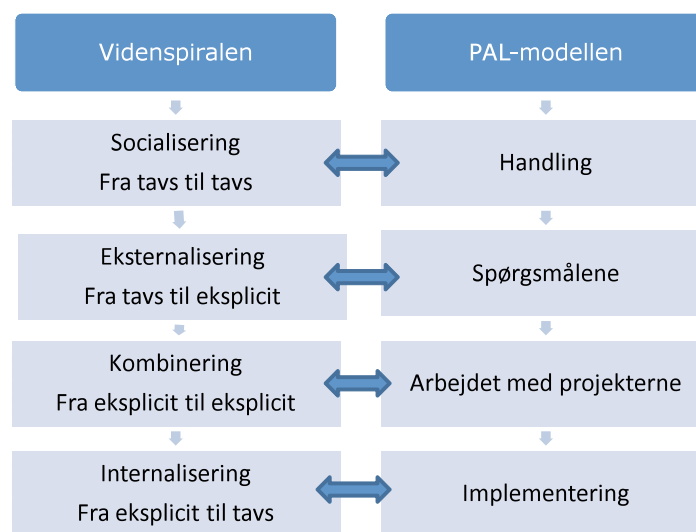 Videnspiralen
PAL-modellen
Socialisering
Fra tavs til tavs
Handling
Eksternalisering
Fra tavs til eksplicit
Spørgsmålene
Kombinering
Fra eksplicit til eksplicit
Arbejdet med projekterne
Internalisering
Fra eksplicit til tavs
Implementering